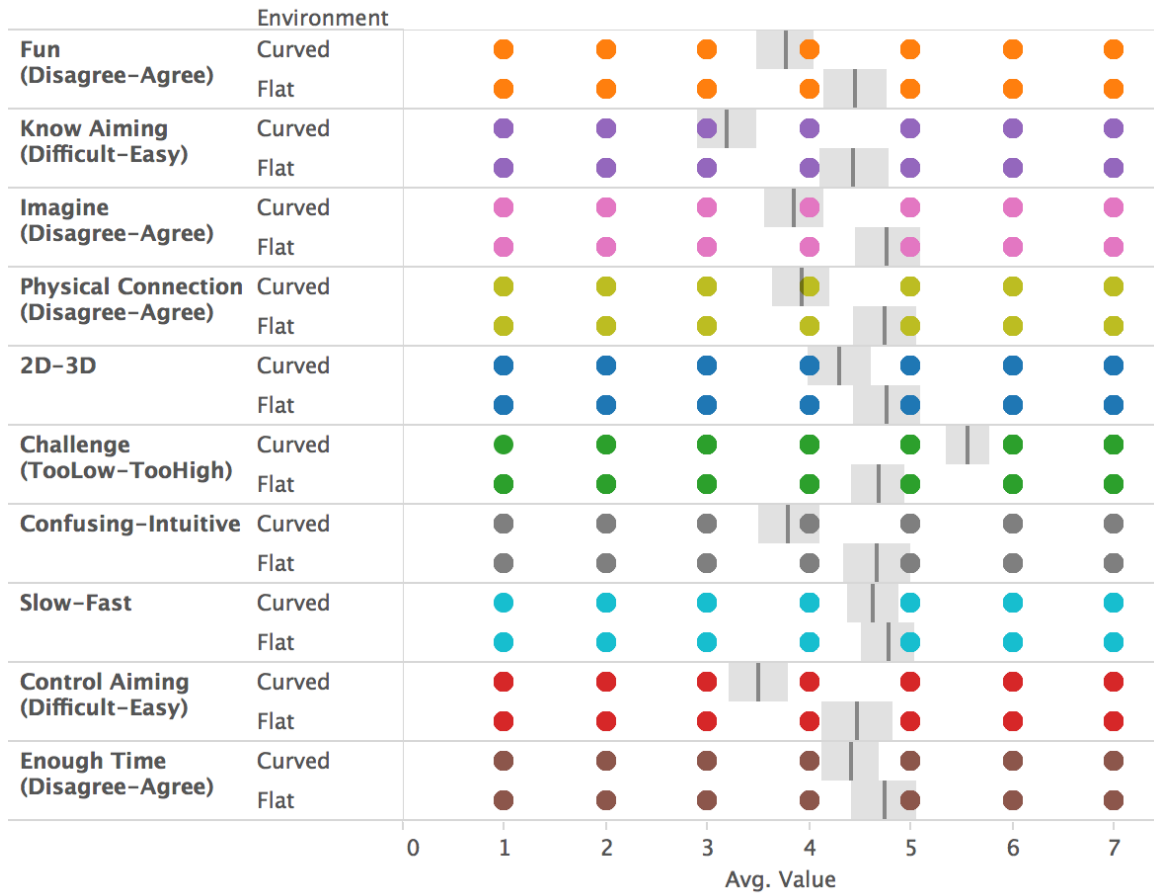 Environment
Fun
(Disagree-Agree)
Curved
Flat
Know Aiming
(Difficult-Easy)
Curved
Flat
Imagine
(Disagree-Agree)
Curved
Flat
Physical Connection
(Disagree-Agree)
Curved
Flat
2D-3D
Curved
Flat
Challenge
(TooLow-TooHigh)
Curved
Flat
Confusing-Intuitive
Curved
Flat
Slow-Fast
Curved
Flat
Control Aiming
(Difficult-Easy)
Curved
Flat
Enough Time
(Disagree-Agree)
Curved
Flat
0 1 2 3 4 5 6 7
Avg. Value